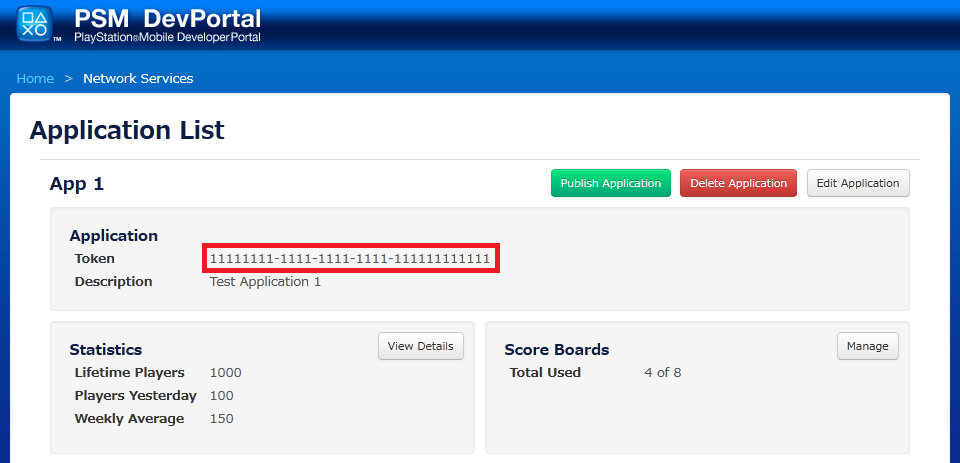 PSM DevPortal
TM PlayStation®Mobile Developer Portal
Home > Network Services
Application List
App 1 Publish Application Delete Application Edit Application
Application
Token 11111111-1111-1111-1111-111111111111
Description Test Application 1
Statistics View Details
Lifetime Players 1000
Players Yesterday 100
Weekly Average 150
Score Boards Manage
Total Used 4 of 8